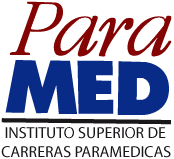 Para
MED
INSTITUTO SUPERIOR DE
CARRERAS PARAMEDICAS